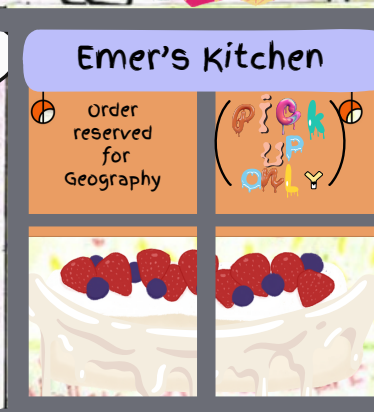 Emer's Kitchen
Order
reserved
for
Geography
(PICK
UP
ONLY)